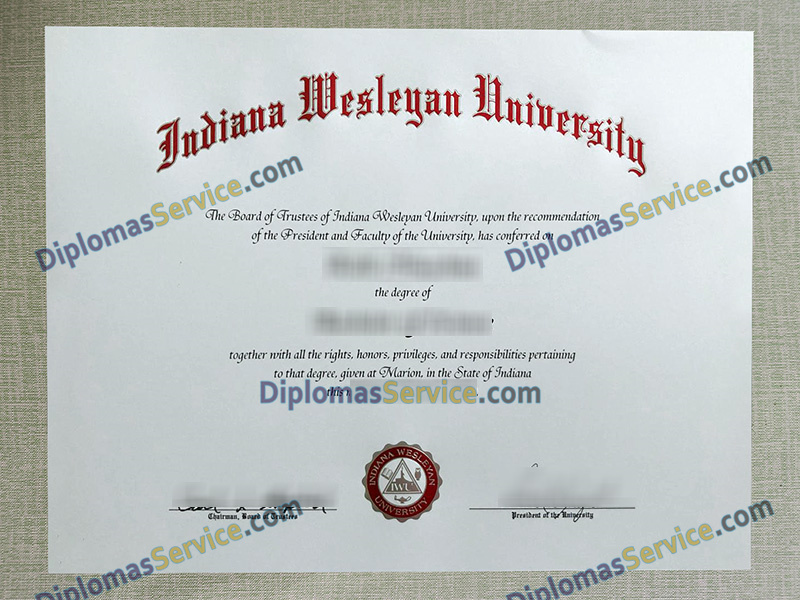 Indiana Wesleyan University
DiplomasService.com
DiplomasService.com
The Board of Trustees of Indiana Wesleyan University, upon the recommendation
of the President and Faculty of the University, has conferred on
the degree of
together with all the rights, honors, privileges, and responsibilities pertaining
to that degree, given at Marion, in the State of Indiana
this
DiplomasService.com
INDIANA WESLEYAN
IWU
UNIVERSITY
Chairman, Board of Trustees
President of the University
DiplomasService.com
DiplomasService.com